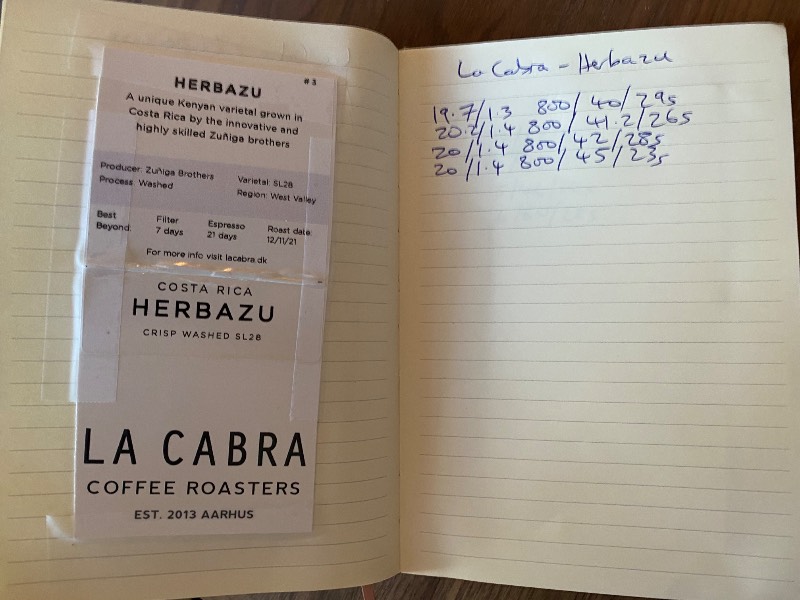 HERBAZU #3
A unique Kenyan varietal grown in
Costa Rica by the innovative and
highly skilled Zuñiga brothers
Producer: Zuñiga Brothers Varietal: SL28
Process: Washed Region: West Valley
Best Filter Espresso Roast date:
Beyond: 7 days 21 days 12/11/21
For more info visit lacabra.dk
COSTA RICA
HERBAZU
CRISP WASHED SL28
LA CABRA
COFFEE ROASTERS
EST. 2013 AARHUS
La Cabra - Herbazu
19.7/1.3 800/40/29s
20.2/1.4 800/41.2/26s
20/1.4 800/42/28s
20/1.4 800/45/23s